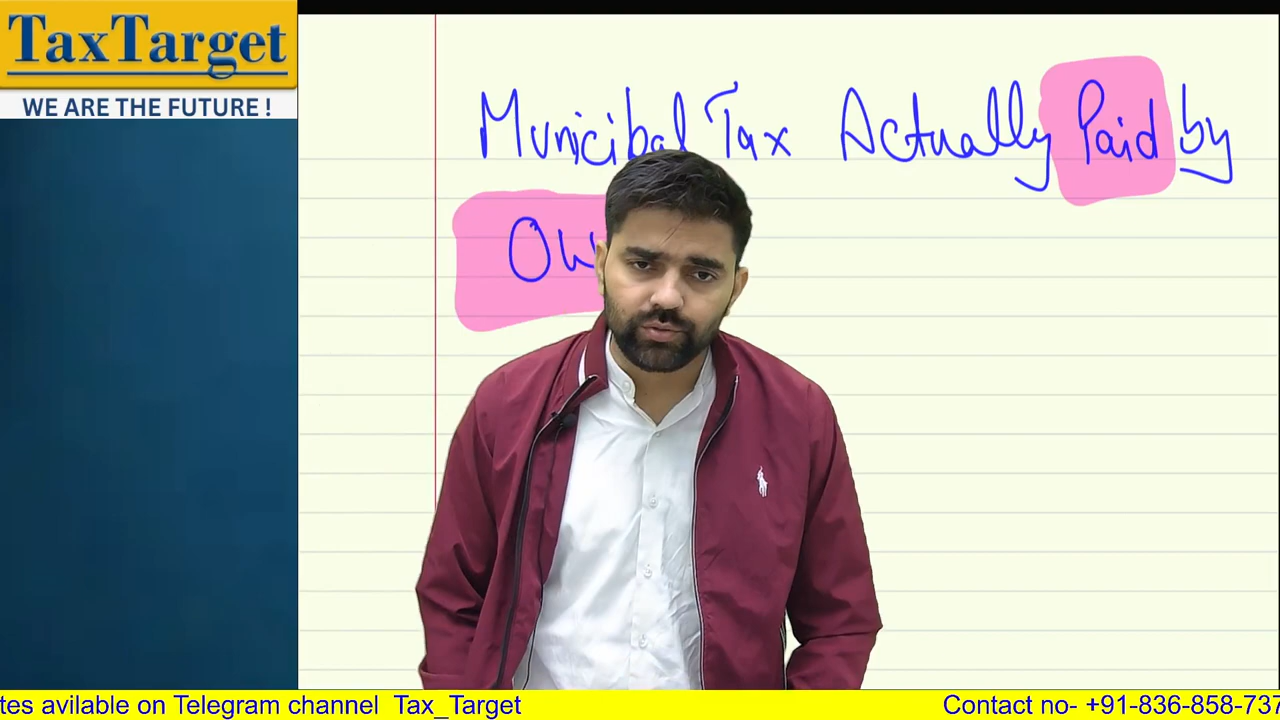 TaxTarget
WE ARE THE FUTURE !
Municipal Tax Actually Paid by
tes avilable on Telegram channel Tax_Target
Contact no- +91-836-858-737